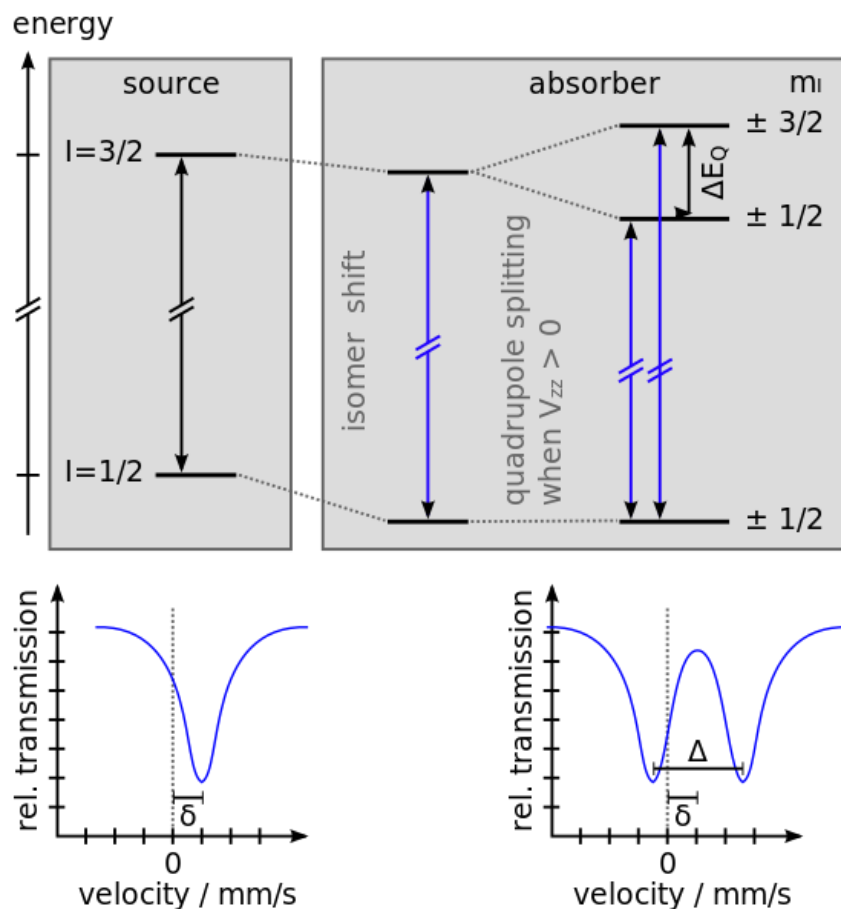 energy
source
absorber
mI
I=3/2
± 3/2
ΔEQ
± 1/2
isomer shift
quadrupole splitting
when Vzz > 0
I=1/2
± 1/2
rel. transmission
δ
0
velocity / mm/s
rel. transmission
Δ
δ
0
velocity / mm/s